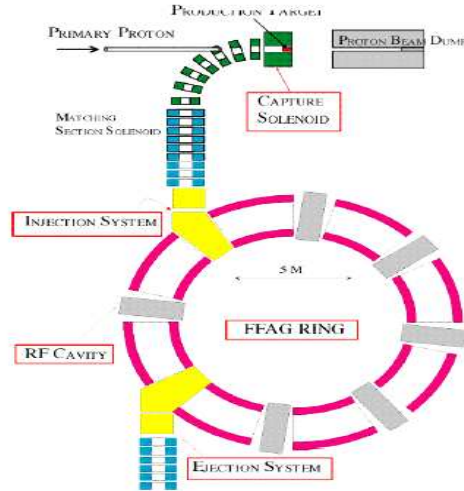 PRODUCTION TARGET
PRIMARY PROTON
PROTON BEAM DUMP
CAPTURE
SOLENOID
MATCHING
SECTION SOLENOID
INJECTION SYSTEM
5 M
FFAG RING
RF CAVITY
EJECTION SYSTEM